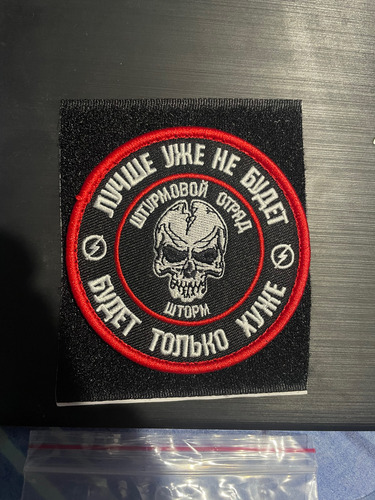 ЛУЧШЕ УЖЕ НЕ БУДЕТ
ШТУРМОВОЙ ОТРЯД
ШТОРМ
БУДЕТ ТОЛЬКО ХУЖЕ